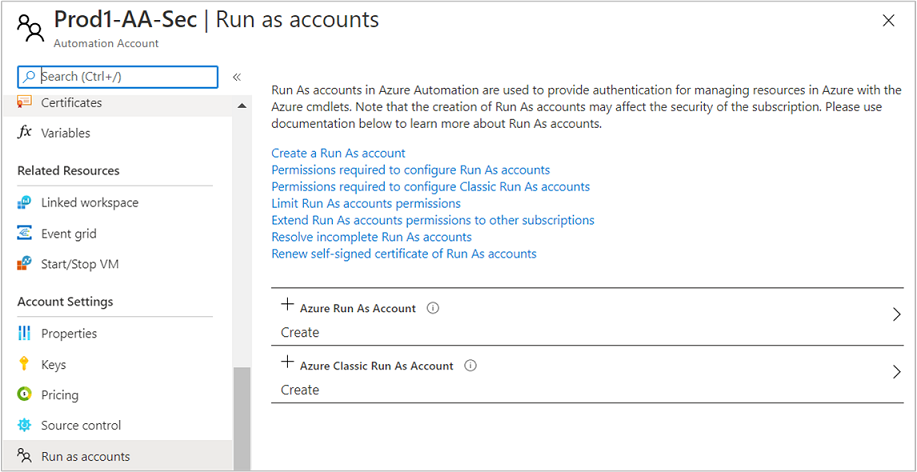 Prod1-AA-Sec | Run as accounts
Automation Account
Search (Ctrl+/)
Certificates
fx Variables
Related Resources
Linked workspace
Event grid
Start/Stop VM
Account Settings
Properties
Keys
Pricing
Source control
Run as accounts
Run As accounts in Azure Automation are used to provide authentication for managing resources in Azure with the
Azure cmdlets. Note that the creation of Run As accounts may affect the security of the subscription. Please use
documentation below to learn more about Run As accounts.
Create a Run As account
Permissions required to configure Run As accounts
Permissions required to configure Classic Run As accounts
Limit Run As accounts permissions
Extend Run As accounts permissions to other subscriptions
Resolve incomplete Run As accounts
Renew self-signed certificate of Run As accounts
Azure Run As Account
Create
Azure Classic Run As Account
Create